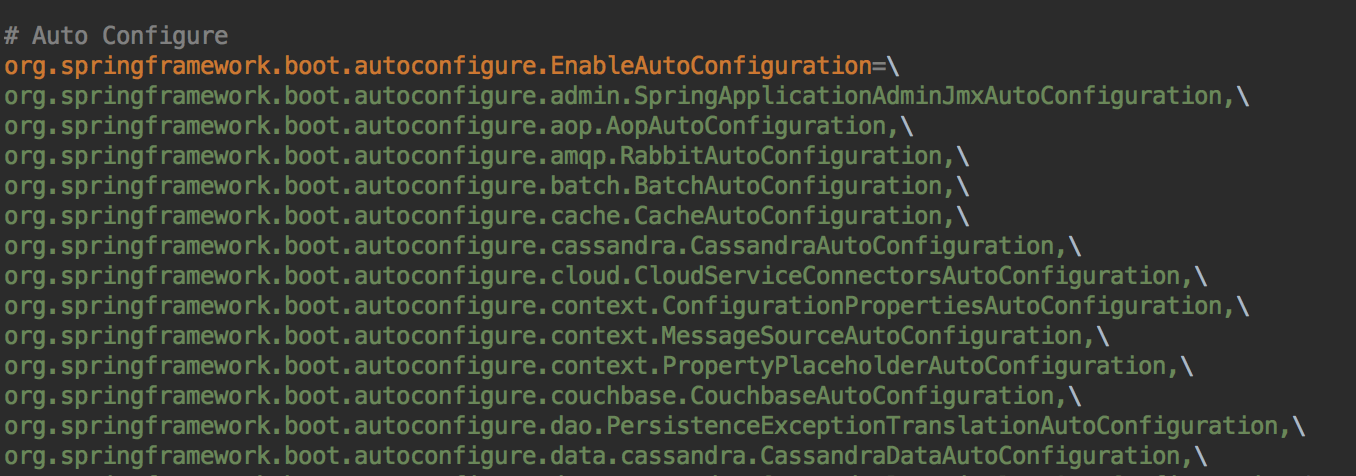 # Auto Configure
org.springframework.boot.autoconfigure.EnableAutoConfiguration=\
org.springframework.boot.autoconfigure.admin.SpringApplicationAdminJmxAutoConfiguration,\
org.springframework.boot.autoconfigure.aop.AopAutoConfiguration,\
org.springframework.boot.autoconfigure.amqp.RabbitAutoConfiguration,\
org.springframework.boot.autoconfigure.batch.BatchAutoConfiguration,\
org.springframework.boot.autoconfigure.cache.CacheAutoConfiguration,\
org.springframework.boot.autoconfigure.cassandra.CassandraAutoConfiguration,\
org.springframework.boot.autoconfigure.cloud.CloudServiceConnectorsAutoConfiguration,\
org.springframework.boot.autoconfigure.context.ConfigurationPropertiesAutoConfiguration,\
org.springframework.boot.autoconfigure.context.MessageSourceAutoConfiguration,\
org.springframework.boot.autoconfigure.context.PropertyPlaceholderAutoConfiguration,\
org.springframework.boot.autoconfigure.couchbase.CouchbaseAutoConfiguration,\
org.springframework.boot.autoconfigure.dao.PersistenceExceptionTranslationAutoConfiguration,\
org.springframework.boot.autoconfigure.data.cassandra.CassandraDataAutoConfiguration,\